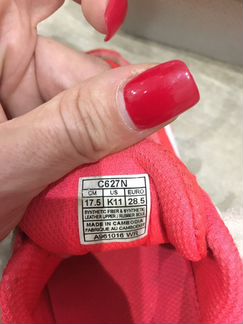 C627N
CM US EURO
17.5 K11 28.5
SYNTHETIC FIBER & SYNTHETIC
LEATHER UPPER / RUBBER SOLE
MADE IN CAMBODIA
FABRIQUE AU CAMBODGE
A961016 WR